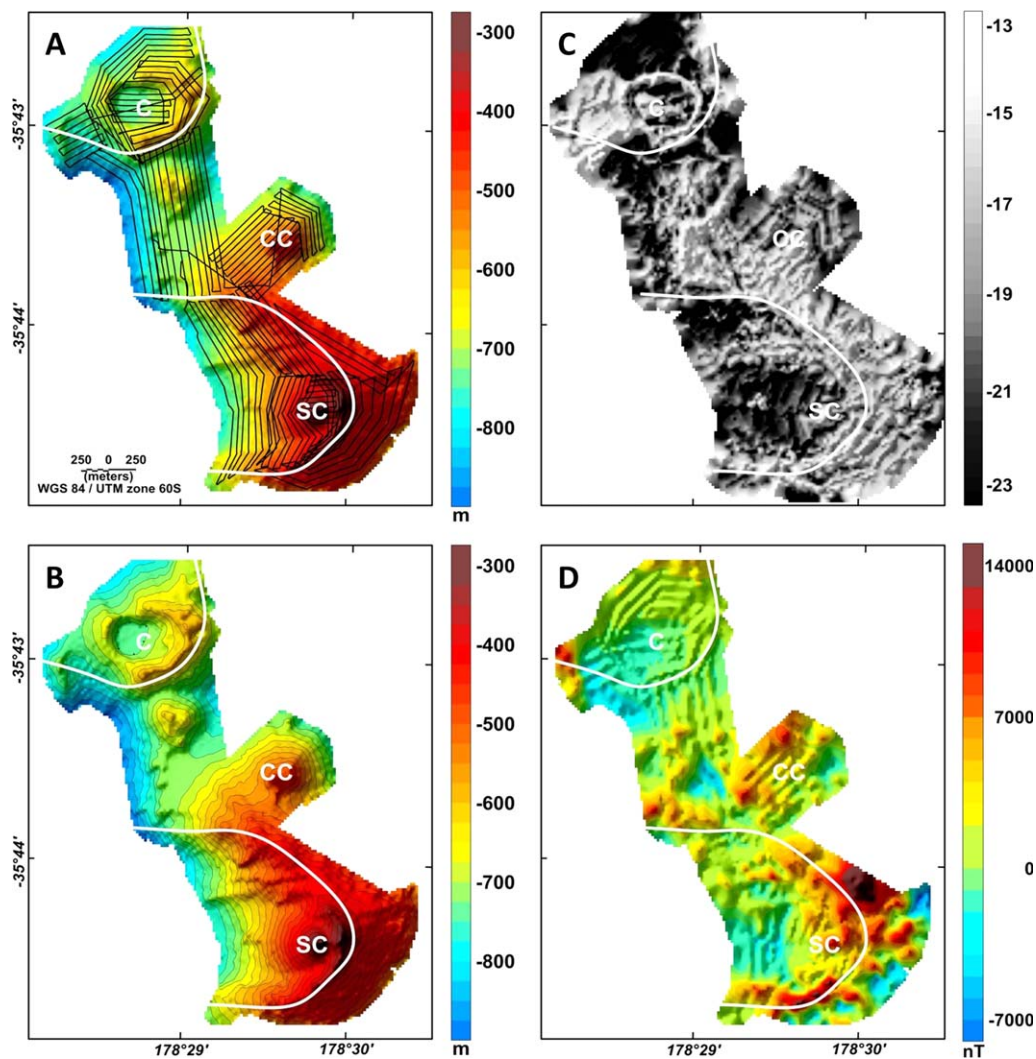 A
C
CC
SC
-35°43'
-35°44'
250 0 250
(meters)
WGS 84 / UTM zone 60S
-300
-400
-500
-600
-700
-800
m
C
C
CC
SC
-13
-15
-17
-19
-21
-23
B
C
CC
SC
-35°43'
-35°44'
178°29'
178°30'
-300
-400
-500
-600
-700
-800
m
D
C
CC
SC
178°29'
178°30'
14000
7000
0
-7000
nT